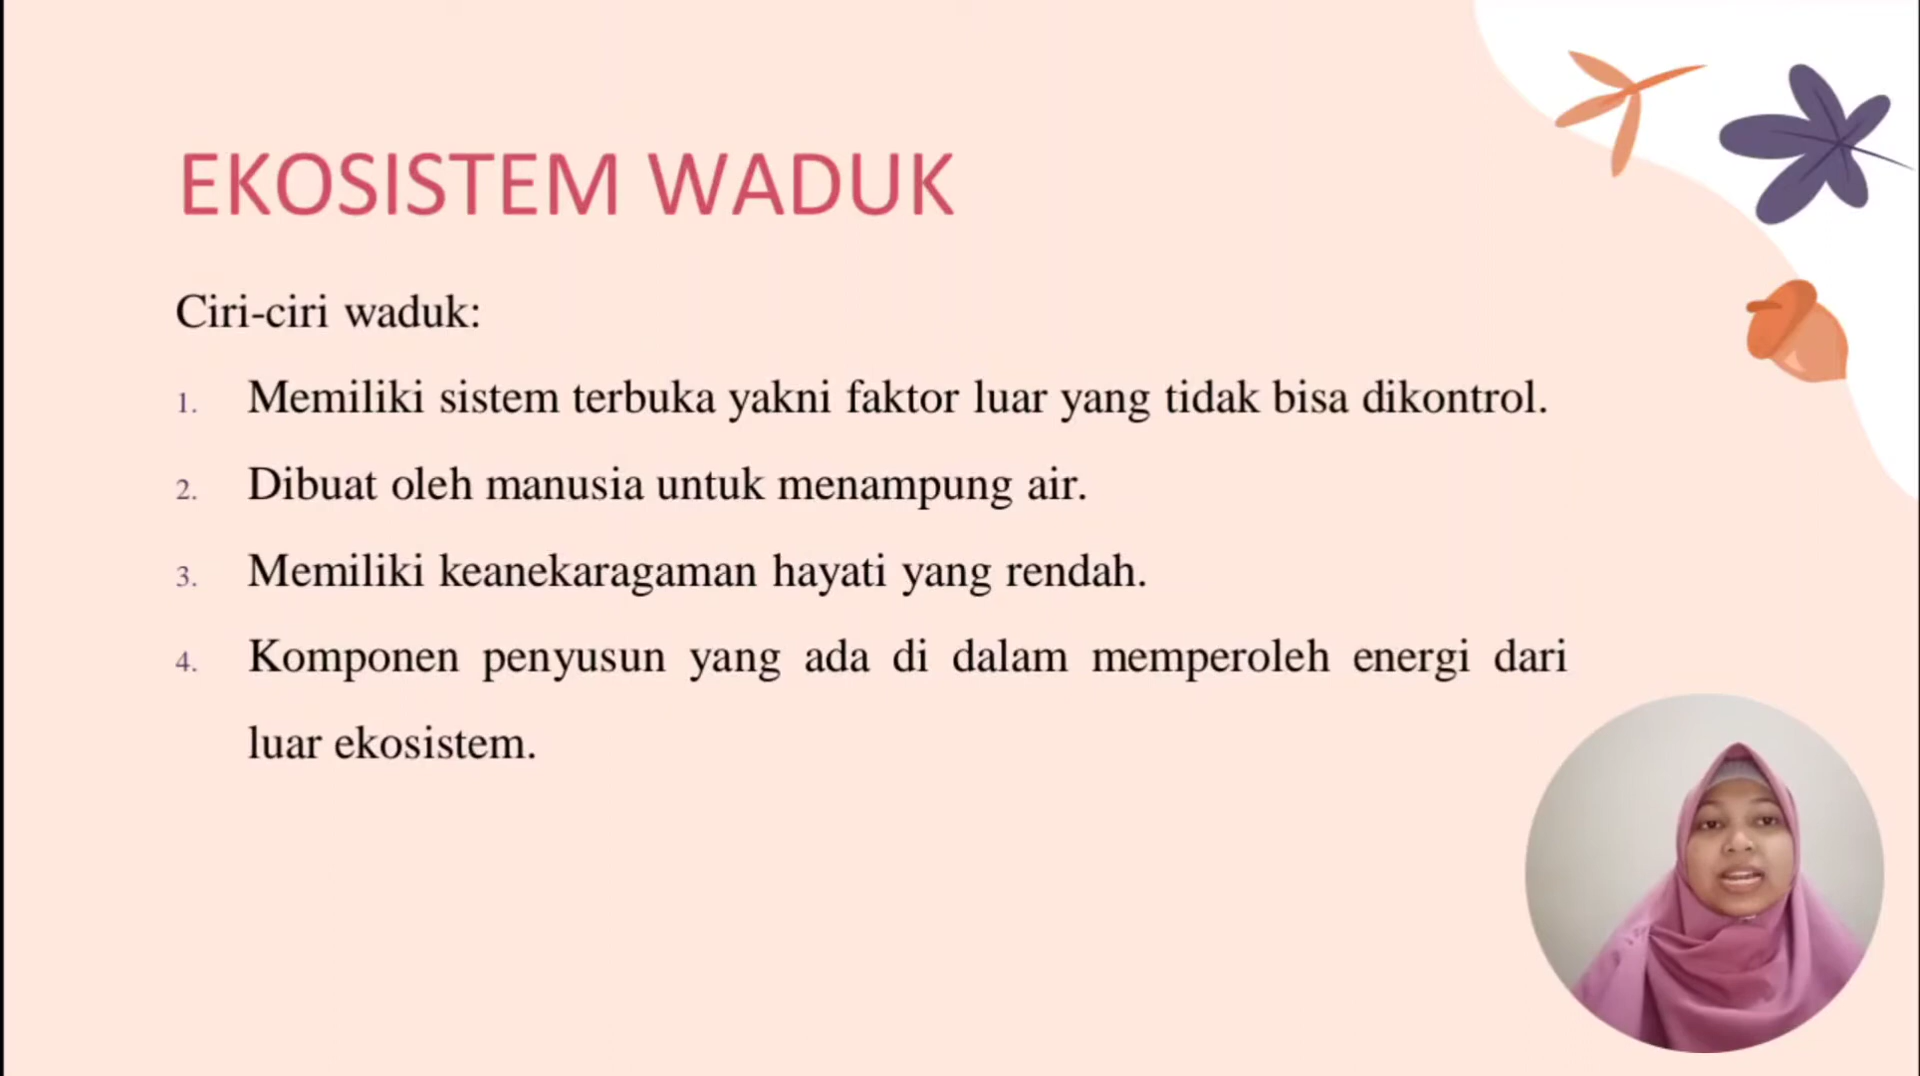 EKOSISTEM WADUK
Ciri-ciri waduk:
1. Memiliki sistem terbuka yakni faktor luar yang tidak bisa dikontrol.
2. Dibuat oleh manusia untuk menampung air.
3. Memiliki keanekaragaman hayati yang rendah.
4. Komponen penyusun yang ada di dalam memperoleh energi dari
luar ekosistem.